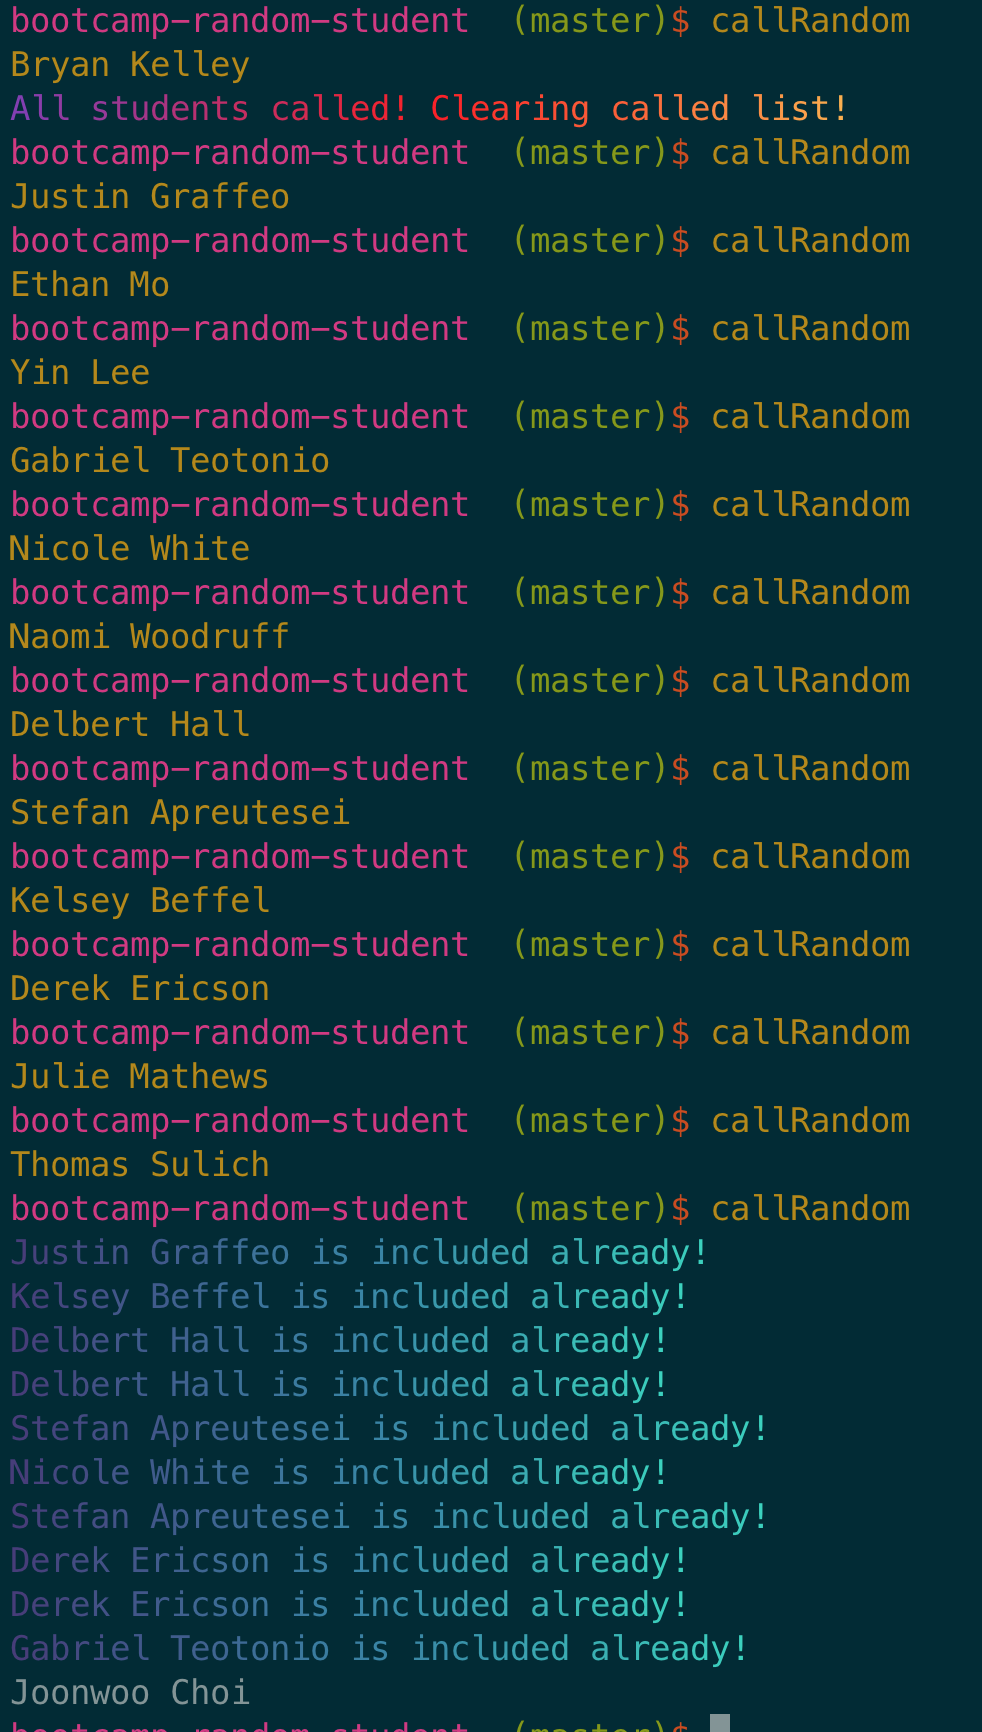 bootcamp-random-student  (master)$ callRandom
Bryan Kelley
All students called! Clearing called list!
bootcamp-random-student  (master)$ callRandom
Justin Graffeo
bootcamp-random-student  (master)$ callRandom
Ethan Mo
bootcamp-random-student  (master)$ callRandom
Yin Lee
bootcamp-random-student  (master)$ callRandom
Gabriel Teotonio
bootcamp-random-student  (master)$ callRandom
Nicole White
bootcamp-random-student  (master)$ callRandom
Naomi Woodruff
bootcamp-random-student  (master)$ callRandom
Delbert Hall
bootcamp-random-student  (master)$ callRandom
Stefan Apreutesei
bootcamp-random-student  (master)$ callRandom
Kelsey Beffel
bootcamp-random-student  (master)$ callRandom
Derek Ericson
bootcamp-random-student  (master)$ callRandom
Julie Mathews
bootcamp-random-student  (master)$ callRandom
Thomas Sulich
bootcamp-random-student  (master)$ callRandom
Justin Graffeo is included already!
Kelsey Beffel is included already!
Delbert Hall is included already!
Delbert Hall is included already!
Stefan Apreutesei is included already!
Nicole White is included already!
Stefan Apreutesei is included already!
Derek Ericson is included already!
Derek Ericson is included already!
Gabriel Teotonio is included already!
Joonwoo Choi
bootcamp-random-student  (master)$